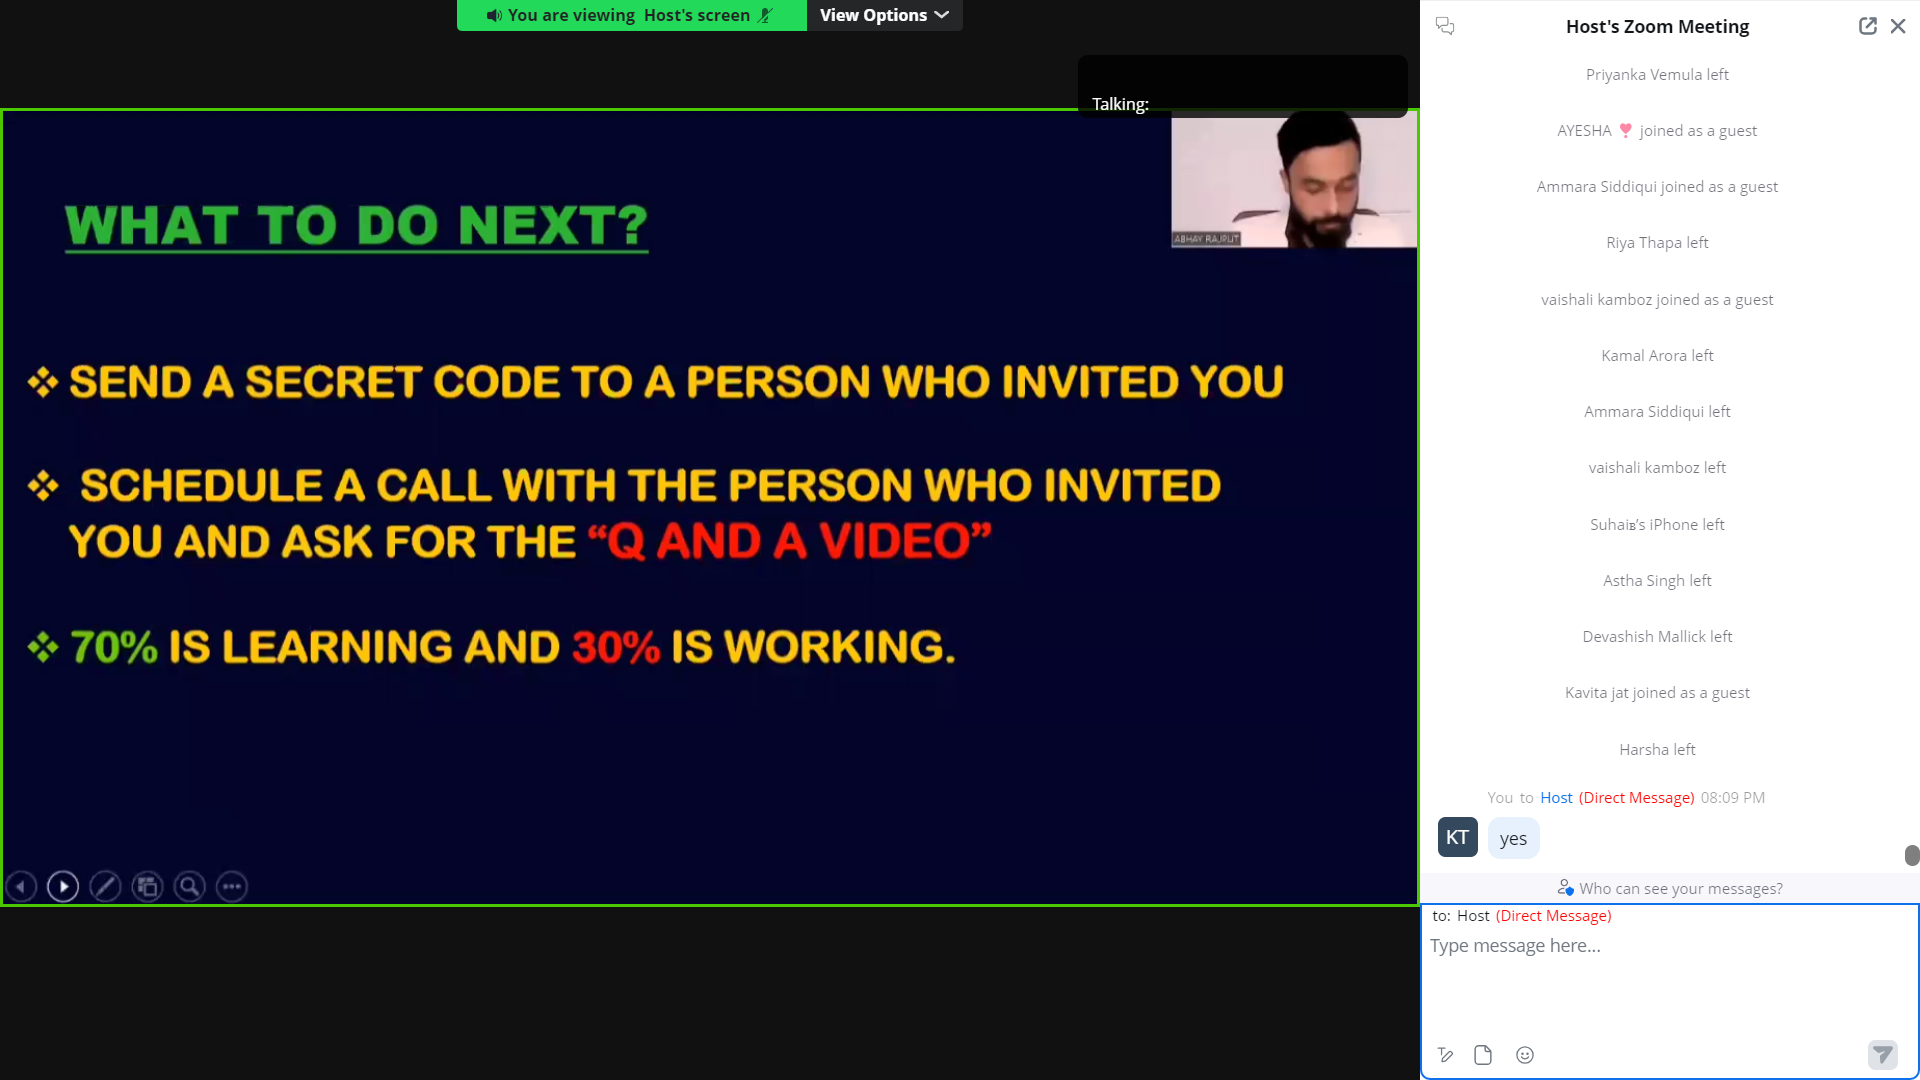 You are viewing Host's screen
View Options
Talking:
WHAT TO DO NEXT?
ABHAY RAJPUT
SEND A SECRET CODE TO A PERSON WHO INVITED YOU
SCHEDULE A CALL WITH THE PERSON WHO INVITED
YOU AND ASK FOR THE “Q AND A VIDEO”
70% IS LEARNING AND 30% IS WORKING.
Host's Zoom Meeting
Priyanka Vemula left
AYESHA ❣ joined as a guest
Ammara Siddiqui joined as a guest
Riya Thapa left
vaishali kamboz joined as a guest
Kamal Arora left
Ammara Siddiqui left
vaishali kamboz left
Suhaiʙ’s iPhone left
Astha Singh left
Devashish Mallick left
Kavita jat joined as a guest
Harsha left
You to Host (Direct Message) 08:09 PM
KT yes
Who can see your messages?
to: Host (Direct Message)
Type message here...